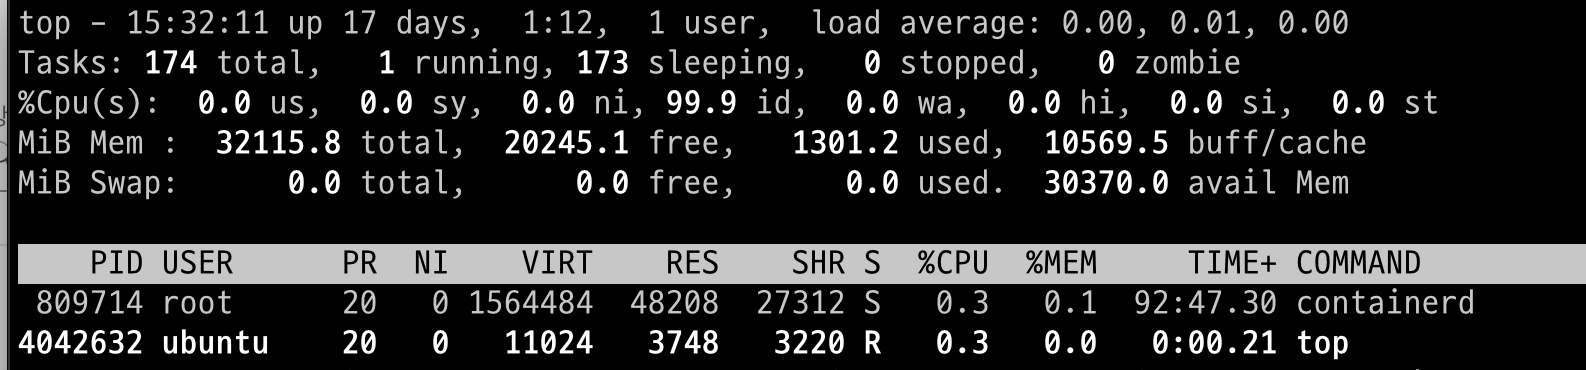 top - 15:32:11 up 17 days,  1:12,  1 user,  load average: 0.00, 0.01, 0.00
Tasks: 174 total,   1 running, 173 sleeping,   0 stopped,   0 zombie
%Cpu(s):  0.0 us,  0.0 sy,  0.0 ni, 99.9 id,  0.0 wa,  0.0 hi,  0.0 si,  0.0 st
MiB Mem :  32115.8 total,  20245.1 free,   1301.2 used,  10569.5 buff/cache
MiB Swap:      0.0 total,      0.0 free,      0.0 used.  30370.0 avail Mem
    PID USER      PR  NI    VIRT    RES    SHR S  %CPU  %MEM     TIME+ COMMAND
 809714 root      20   0 1564484  48208  27312 S   0.3   0.1  92:47.30 containerd
4042632 ubuntu    20   0   11024   3748   3220 R   0.3   0.0   0:00.21 top